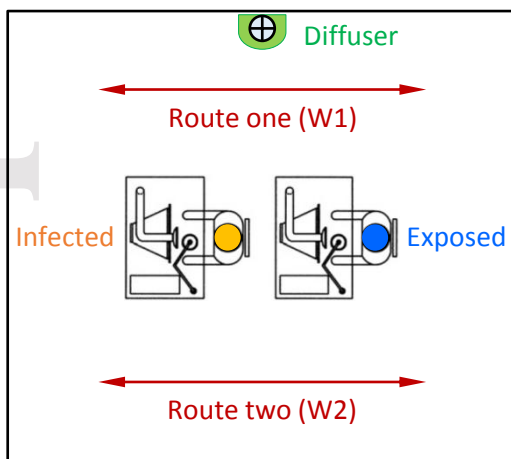 Diffuser
Route one (W1)
Infected
Exposed
Route two (W2)